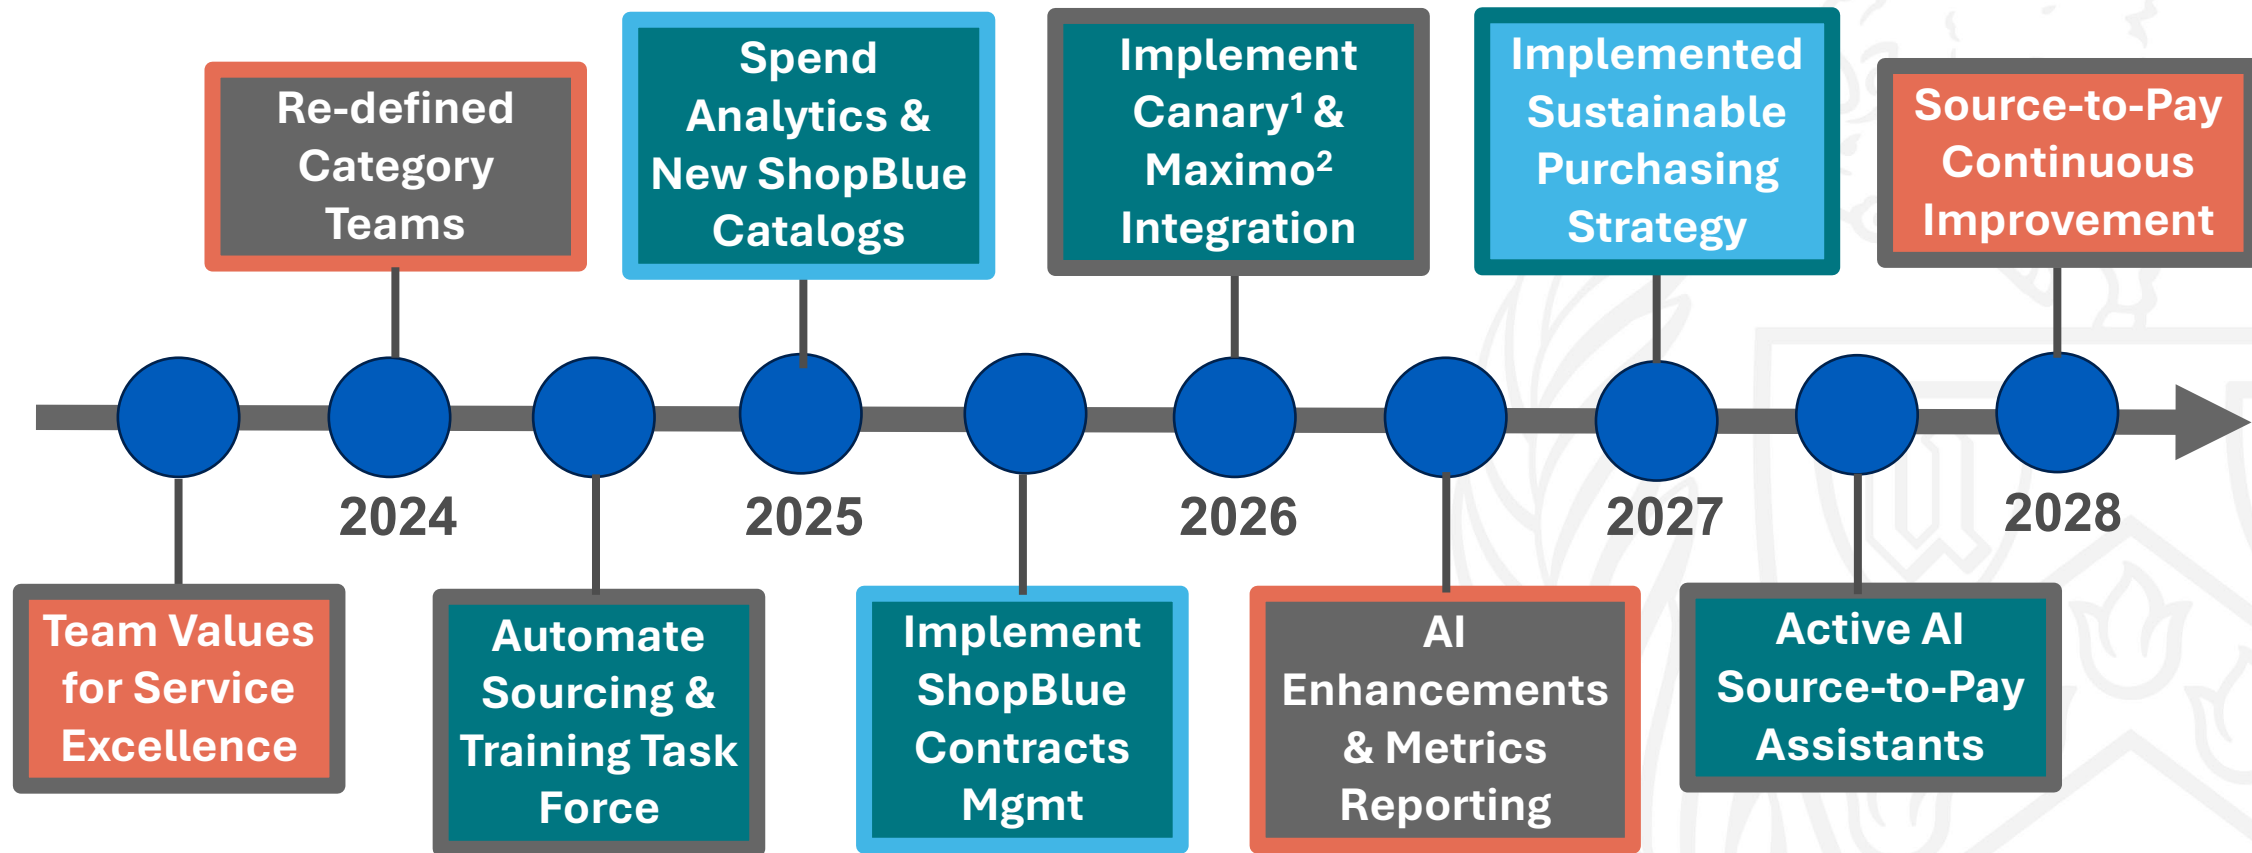 Re-defined
Category
Teams
Spend
Analytics &
New ShopBlue
Catalogs
Implement
Canary¹ &
Maximo²
Integration
Implemented
Sustainable
Purchasing
Strategy
Source-to-Pay
Continuous
Improvement
2024
2025
2026
2027
2028
Team Values
for Service
Excellence
Automate
Sourcing &
Training Task
Force
Implement
ShopBlue
Contracts
Mgmt
AI
Enhancements
& Metrics
Reporting
Active AI
Source-to-Pay
Assistants